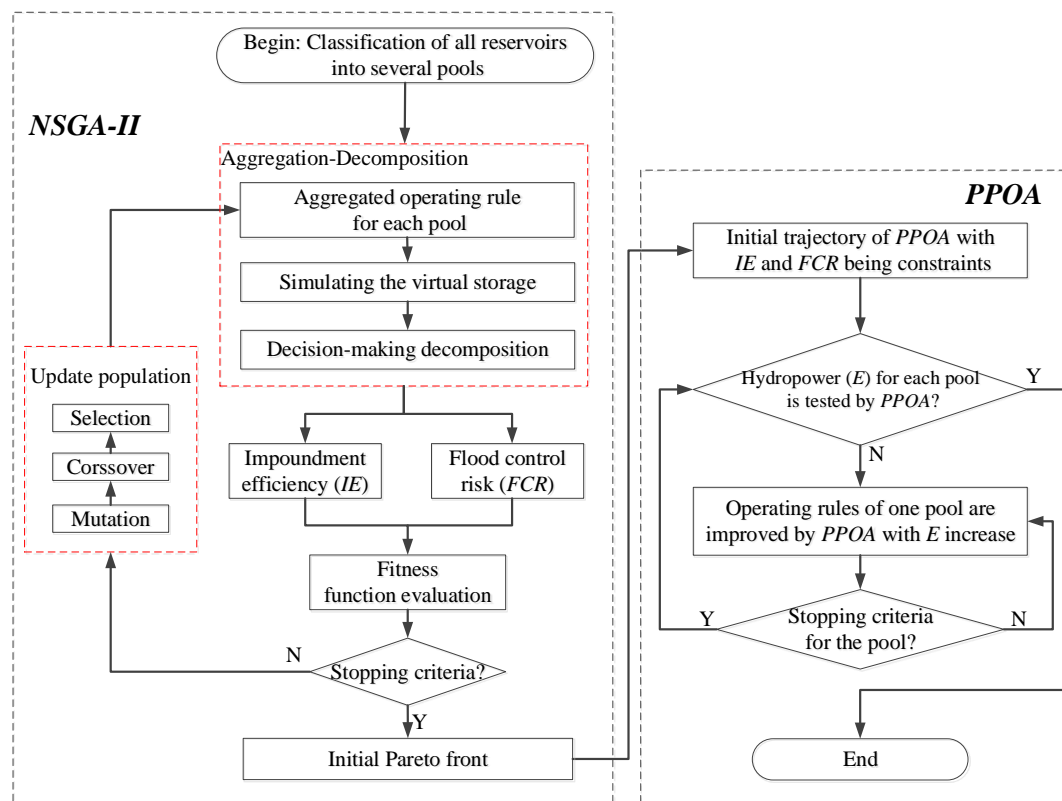 Begin: Classification of all reservoirs
into several pools
NSGA-II
Aggregation-Decomposition
Aggregated operating rule
for each pool
Simulating the virtual storage
Decision-making decomposition
Update population
Selection
Corssover
Mutation
Impoundment
efficiency (IE)
Flood control
risk (FCR)
Fitness
function evaluation
N
Stopping criteria?
Y
Initial Pareto front
PPOA
Initial trajectory of PPOA with
IE and FCR being constraints
Hydropower (E) for each pool
is tested by PPOA?
Y
N
Operating rules of one pool are
improved by PPOA with E increase
Y
Stopping criteria
for the pool?
N
End